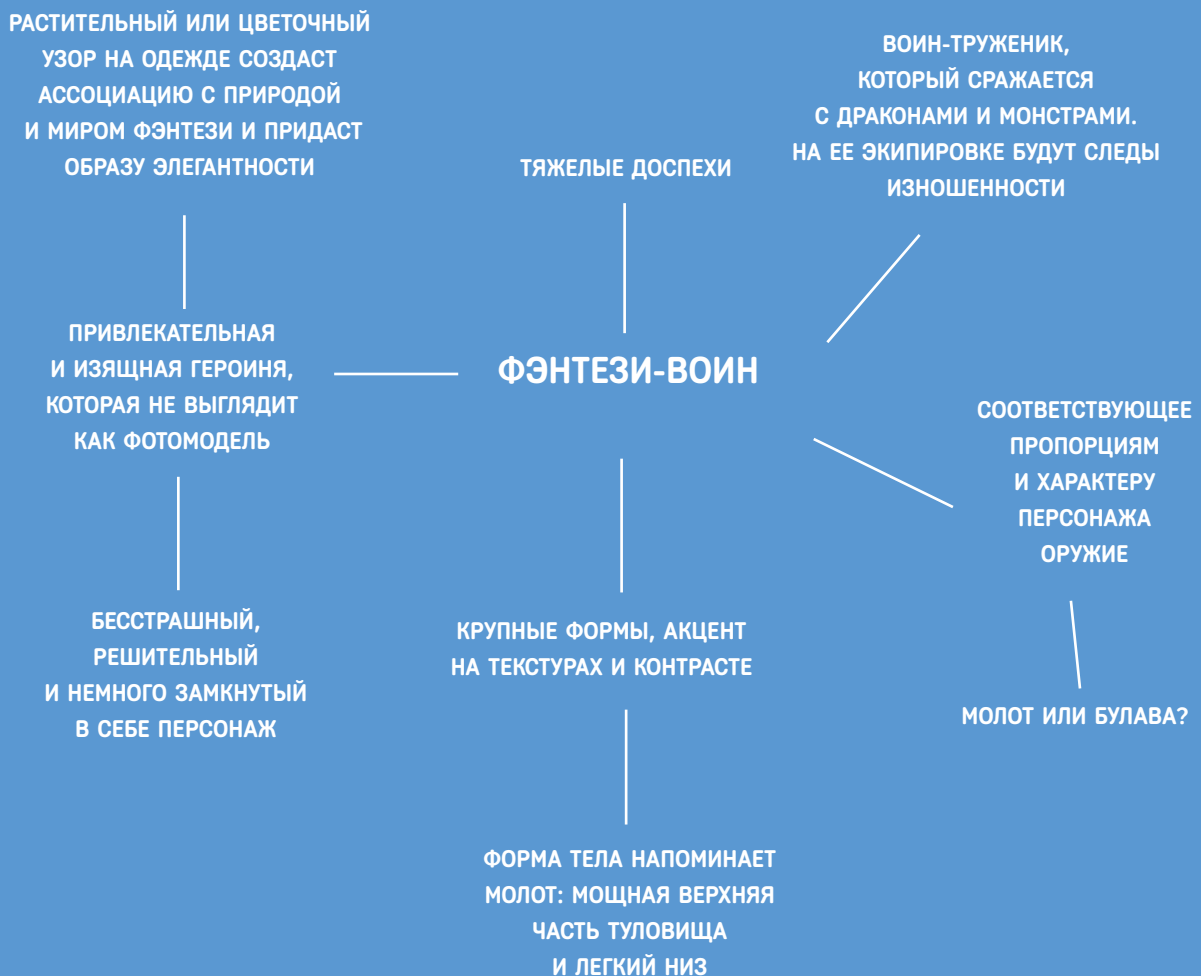 РАСТИТЕЛЬНЫЙ ИЛИ ЦВЕТОЧНЫЙ
УЗОР НА ОДЕЖДЕ СОЗДАСТ
АССОЦИАЦИЮ С ПРИРОДОЙ
И МИРОМ ФЭНТЕЗИ И ПРИДАСТ
ОБРАЗУ ЭЛЕГАНТНОСТИ
ТЯЖЕЛЫЕ ДОСПЕХИ
ВОИН-ТРУЖЕНИК,
КОТОРЫЙ СРАЖАЕТСЯ
С ДРАКОНАМИ И МОНСТРАМИ.
НА ЕЕ ЭКИПИРОВКЕ БУДУТ СЛЕДЫ
ИЗНОШЕННОСТИ
ПРИВЛЕКАТЕЛЬНАЯ
И ИЗЯЩНАЯ ГЕРОИНЯ,
КОТОРАЯ НЕ ВЫГЛЯДИТ
КАК ФОТОМОДЕЛЬ
ФЭНТЕЗИ-ВОИН
СООТВЕТСТВУЮЩЕЕ
ПРОПОРЦИЯМ
И ХАРАКТЕРУ
ПЕРСОНАЖА
ОРУЖИЕ
БЕССТРАШНЫЙ,
РЕШИТЕЛЬНЫЙ
И НЕМНОГО ЗАМКНУТЫЙ
В СЕБЕ ПЕРСОНАЖ
КРУПНЫЕ ФОРМЫ, АКЦЕНТ
НА ТЕКСТУРАХ И КОНТРАСТЕ
МОЛОТ ИЛИ БУЛАВА?
ФОРМА ТЕЛА НАПОМИНАЕТ
МОЛОТ: МОЩНАЯ ВЕРХНЯЯ
ЧАСТЬ ТУЛОВИЩА
И ЛЕГКИЙ НИЗ